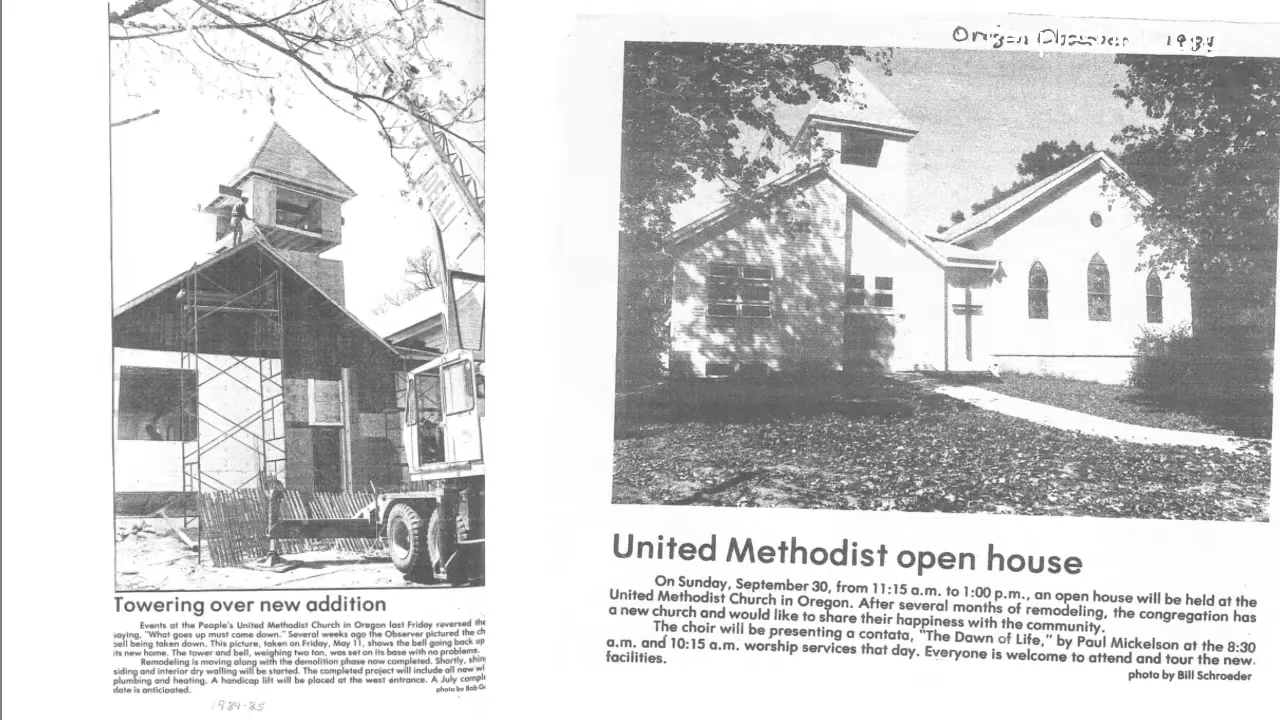 Towering over new addition
Events at the People's United Methodist Church in Oregon last Friday reversed the
saying, "What goes up must come down." Several weeks ago the Observer pictured the
bell being taken down. This picture, taken on Friday, May 11, shows the bell going back up
its new home. The tower and bell, weighing two ton, was set on its base with no problems.
Remodeling is moving along with the demolition phase now completed. Shortly,
siding and interior dry walling will be started. The completed project will include all new
plumbing and heating. A handicap lift will be placed at the west entrance. A July
date is anticipated.
photo by Bob
1984-85
Oregon Observer 1984
United Methodist open house
On Sunday, September 30, from 11:15 a.m. to 1:00 p.m., an open house will be held at the
United Methodist Church in Oregon. After several months of remodeling, the congregation has
a new church and would like to share their happiness with the community.
The choir will be presenting a contata, "The Dawn of Life," by Paul Mickelson at the 8:30
a.m. and 10:15 a.m. worship services that day. Everyone is welcome to attend and tour the new
facilities.
photo by Bill Schroeder